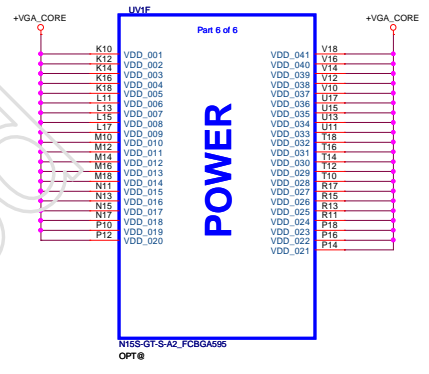 UV1F
+VGA_CORE
+VGA_CORE
Part 6 of 6
K10 VDD_001
K12 VDD_002
K14 VDD_003
K16 VDD_004
K18 VDD_005
L11 VDD_006
L13 VDD_007
L15 VDD_008
L17 VDD_009
M10 VDD_010
M12 VDD_011
M14 VDD_012
M16 VDD_013
M18 VDD_014
N11 VDD_015
N13 VDD_016
N15 VDD_017
N17 VDD_018
P10 VDD_019
P12 VDD_020
POWER
VDD_041 V18
VDD_040 V16
VDD_039 V14
VDD_038 V12
VDD_037 V10
VDD_036 U17
VDD_035 U15
VDD_034 U13
VDD_033 U11
VDD_032 T18
VDD_031 T16
VDD_030 T14
VDD_029 T12
VDD_028 T10
VDD_027 R17
VDD_026 R15
VDD_025 R13
VDD_024 R11
VDD_023 P18
VDD_022 P16
VDD_021 P14
N15S-GT-S-A2_FCBGA595
OPT@